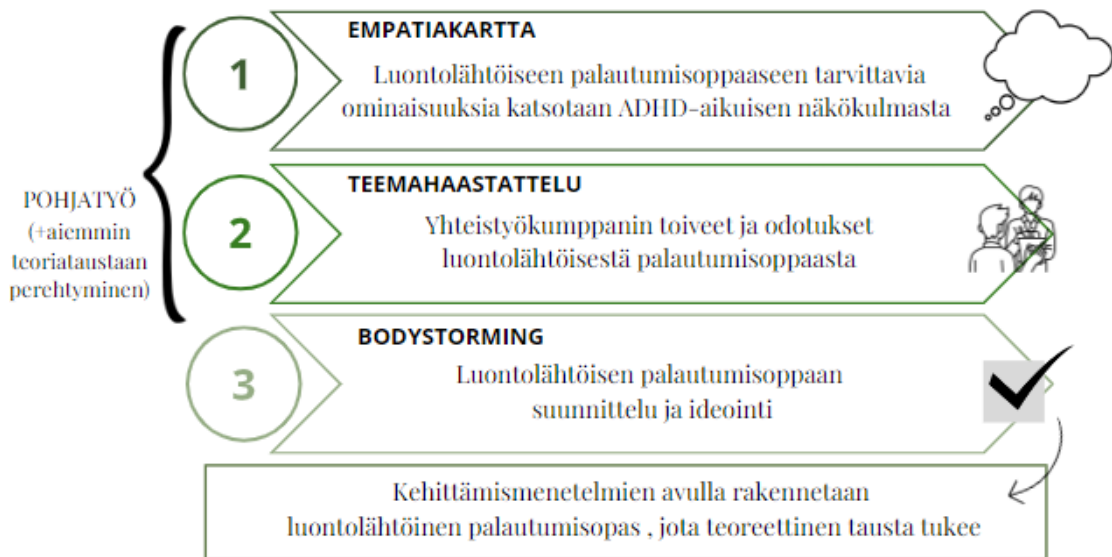 POHJATYÖ
(+aiemmin
teoriataustaan
perehtyminen)
1
EMPATIAKARTTA
Luontolähtöiseen palautumisoppaaseen tarvittavia
ominaisuuksia katsotaan ADHD-aikuisen näkökulmasta
2
TEEMAHAASTATTELU
Yhteistyökumppanin toiveet ja odotukset
luontolähtöisestä palautumisoppaasta
3
BODYSTORMING
Luontolähtöisen palautumisoppaan
suunnittelu ja ideointi
Kehittämismenetelmien avulla rakennetaan
luontolähtöinen palautumisopas , jota teoreettinen tausta tukee